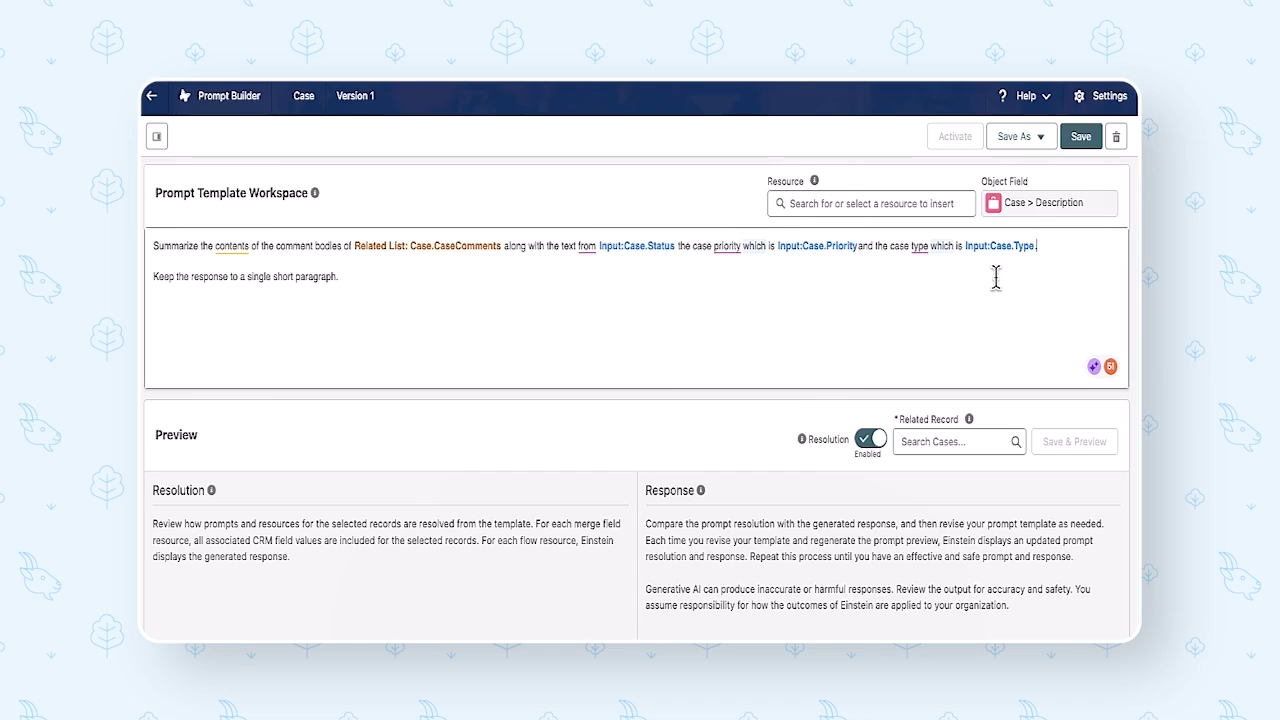 Prompt Builder Case Version 1 ? Help Settings
Activate Save As Save
Prompt Template Workspace
Resource
Search for or select a resource to insert
Object Field
Case > Description
Summarize the contents of the comment bodies of Related List: Case.CaseComments along with the text from Input:Case.Status the case priority which is Input:Case.Priority and the case type which is Input:Case.Type.
Keep the response to a single short paragraph.
Preview
Resolution
Enabled
*Related Record
Search Cases...
Save & Preview
Resolution
Review how prompts and resources for the selected records are resolved from the template. For each merge field
resource, all associated CRM field values are included for the selected records. For each flow resource, Einstein
displays the generated response.
Response
Compare the prompt resolution with the generated response, and then revise your prompt template as needed.
Each time you revise your template and regenerate the prompt preview, Einstein displays an updated prompt
resolution and response. Repeat this process until you have an effective and safe prompt and response.
Generative AI can produce inaccurate or harmful responses. Review the output for accuracy and safety. You
assume responsibility for how the outcomes of Einstein are applied to your organization.